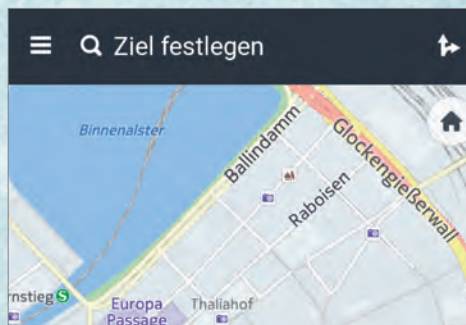 Ziel festlegen
Binnenalster
Ballindamm
Glockengießerwall
Raboisen
rnstieg S
Europa
Passage
Thaliahof